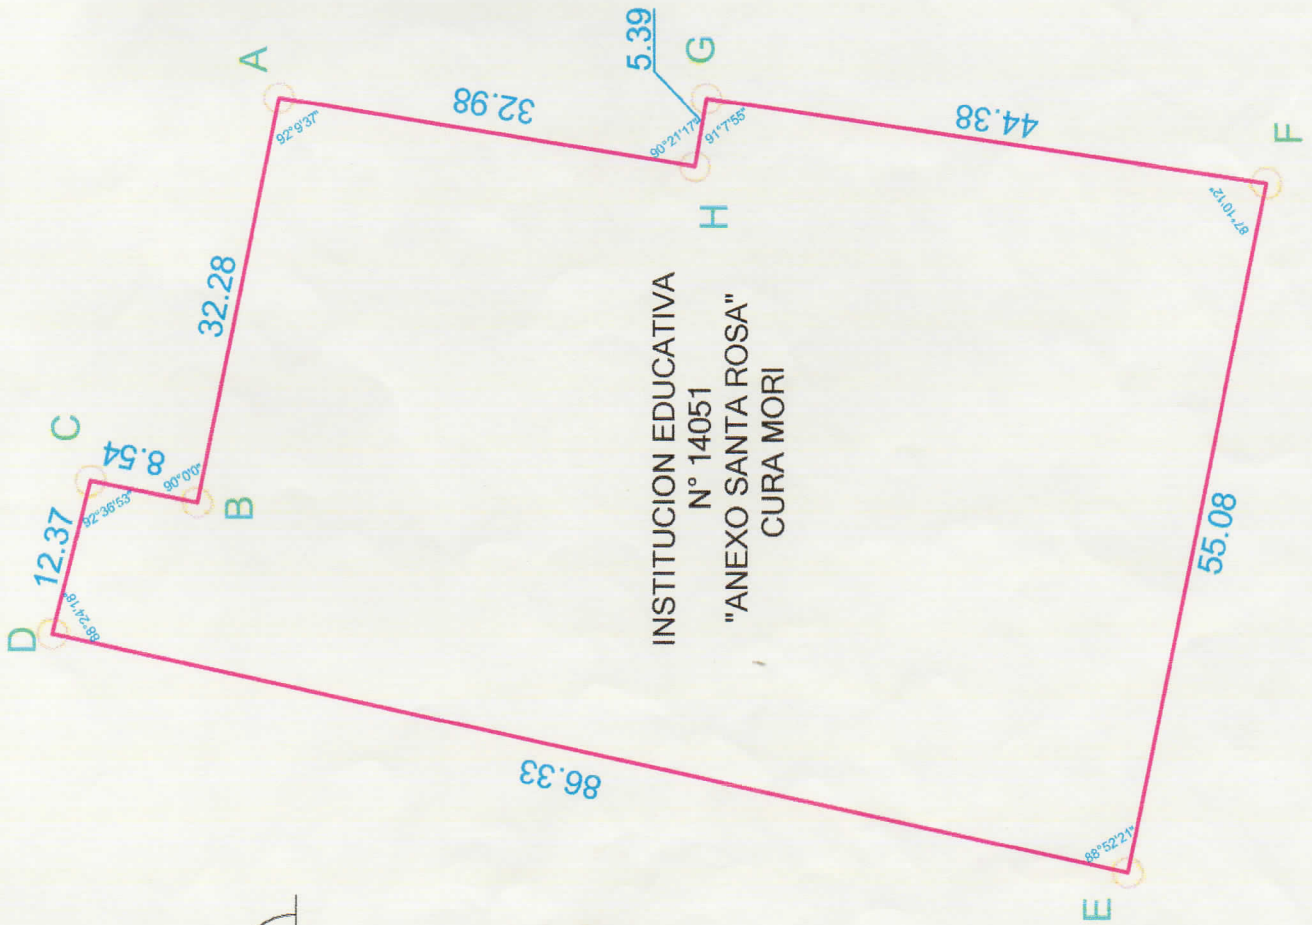 INSTITUCION EDUCATIVA
N° 14051
"ANEXO SANTA ROSA"
CURA MORI
A
92°9'37"
32.28
B
90°0'0"
8.54
C
92°36'53"
12.37
D
88°24'18"
86.33
E
88°52'21"
55.08
F
87°10'12"
44.38
G
91°7'55"
5.39
H
90°21'17"
32.98